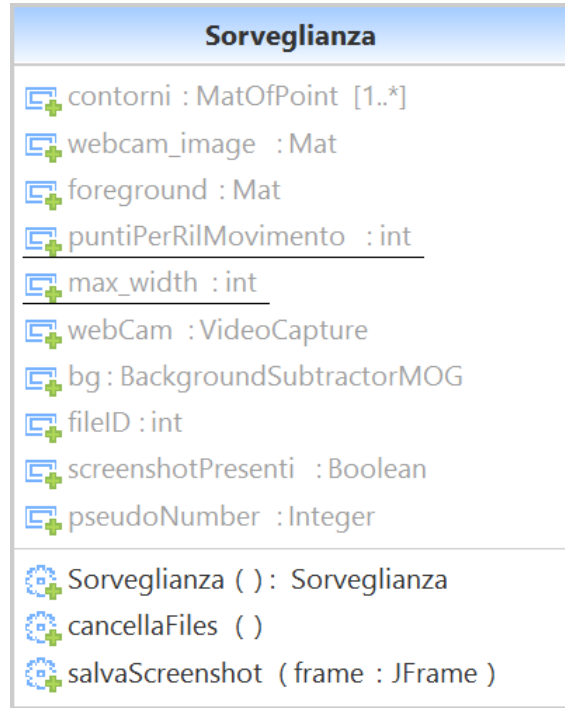 Sorveglianza
contorni : MatOfPoint [1..*]
webcam_image : Mat
foreground : Mat
puntiPerRilMovimento : int
max_width : int
webCam : VideoCapture
bg : BackgroundSubtractorMOG
fileID : int
screenshotPresenti : Boolean
pseudoNumber : Integer
Sorveglianza ( ) : Sorveglianza
cancellaFiles ( )
salvaScreenshot ( frame : JFrame )